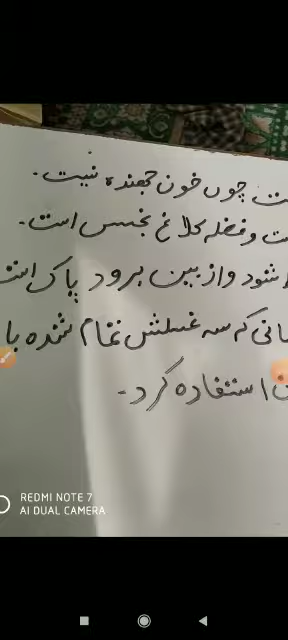 ت چون خون جهنده نیست.
ت و فضله کلاغ نجس است.
شود و از بین برود پاک است
انی که سه غسلش تمام شده با
استفاده کرد.
REDMI NOTE 7
AI DUAL CAMERA